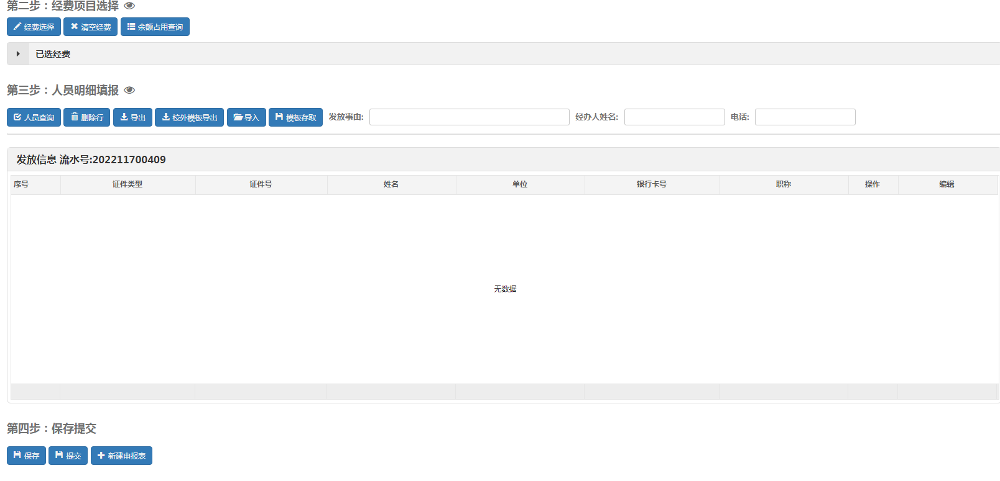 第二步：经费项目选择
经费选择 清空经费 余额占用查询
已选经费
第三步：人员明细填报
人员查询 删除行 导出 校外模板导出 导入 模板存取 发放事由: 经办人姓名: 电话:
发放信息 流水号:202211700409
序号 证件类型 证件号 姓名 单位 银行卡号 职称 操作 编辑
无数据
第四步：保存提交
保存 提交 新建申报表